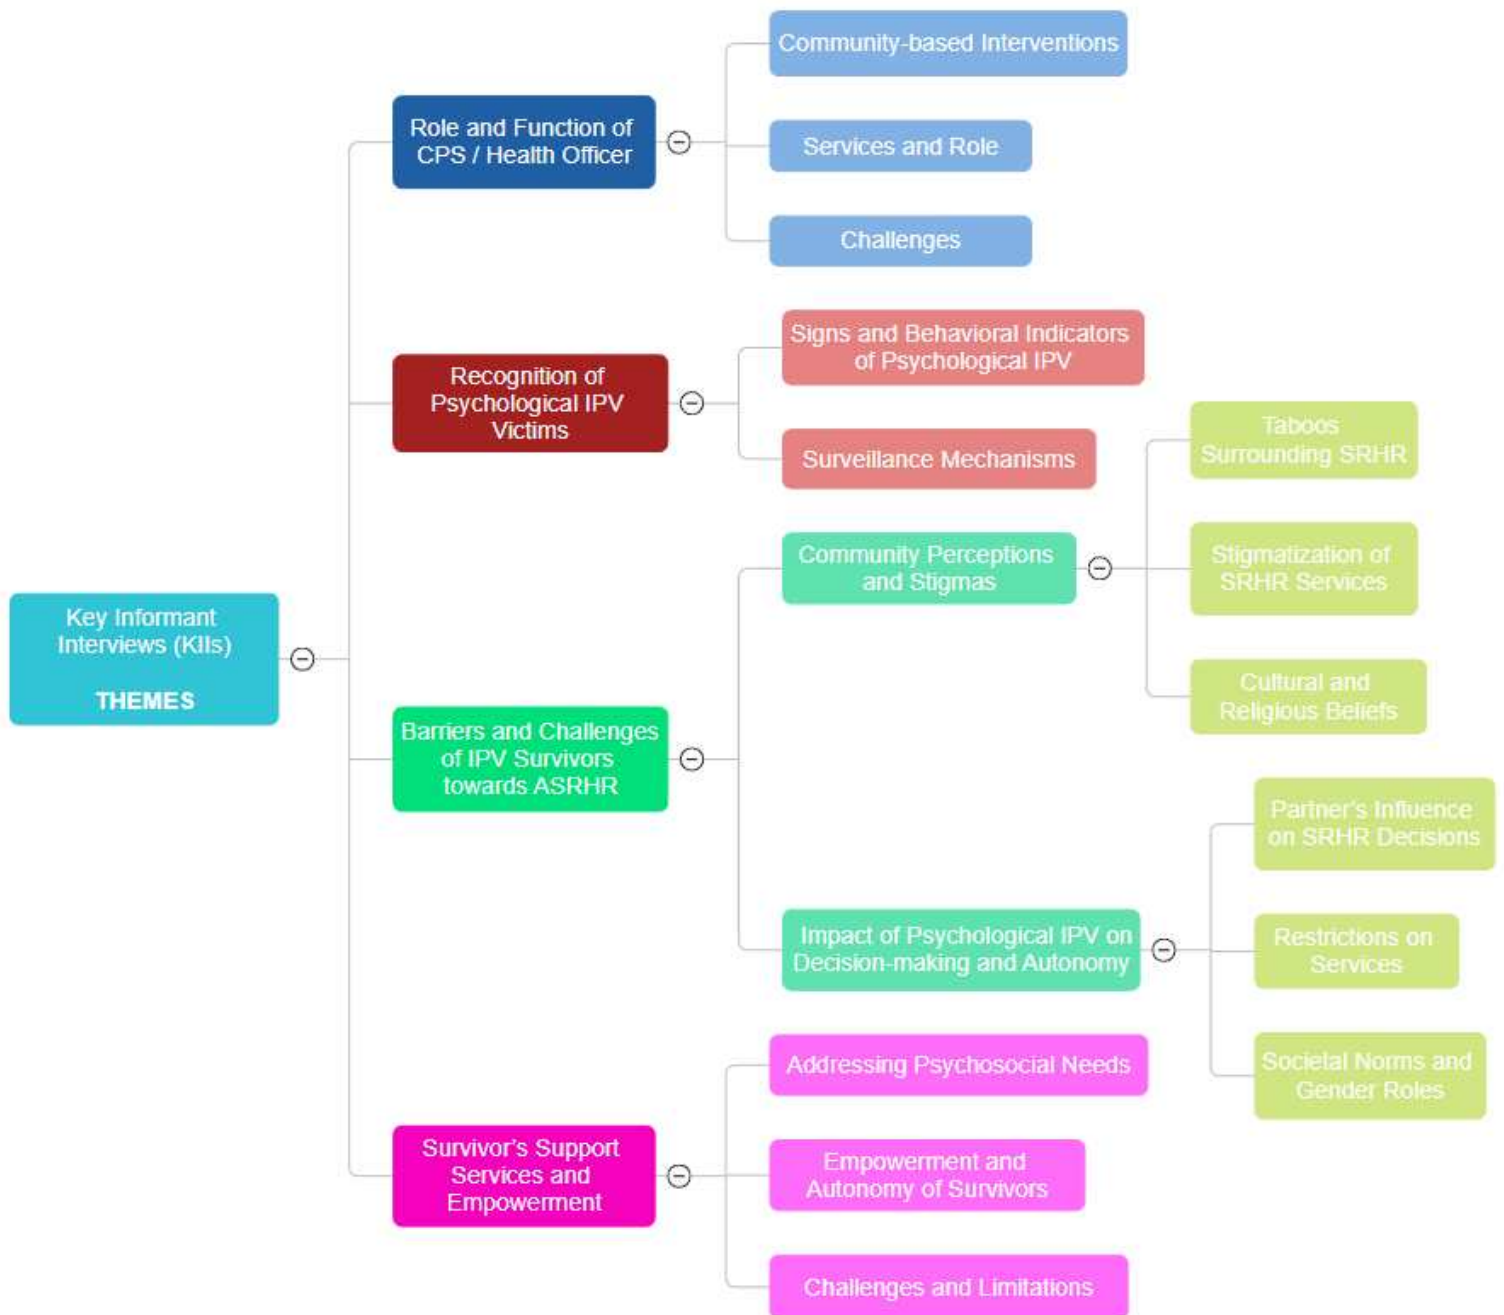 Key Informant
Interviews (KIIs)
THEMES
Role and Function of
CPS / Health Officer
Community-based Interventions
Services and Role
Challenges
Recognition of
Psychological IPV
Victims
Signs and Behavioral Indicators
of Psychological IPV
Surveillance Mechanisms
Barriers and Challenges
of IPV Survivors
towards ASRHR
Community Perceptions
and Stigmas
Taboos
Surrounding SRHR
Stigmatization of
SRHR Services
Cultural and
Religious Beliefs
Impact of Psychological IPV on
Decision-making and Autonomy
Partner's Influence
on SRHR Decisions
Restrictions on
Services
Societal Norms and
Gender Roles
Survivor's Support
Services and
Empowerment
Addressing Psychosocial Needs
Empowerment and
Autonomy of Survivors
Challenges and Limitations